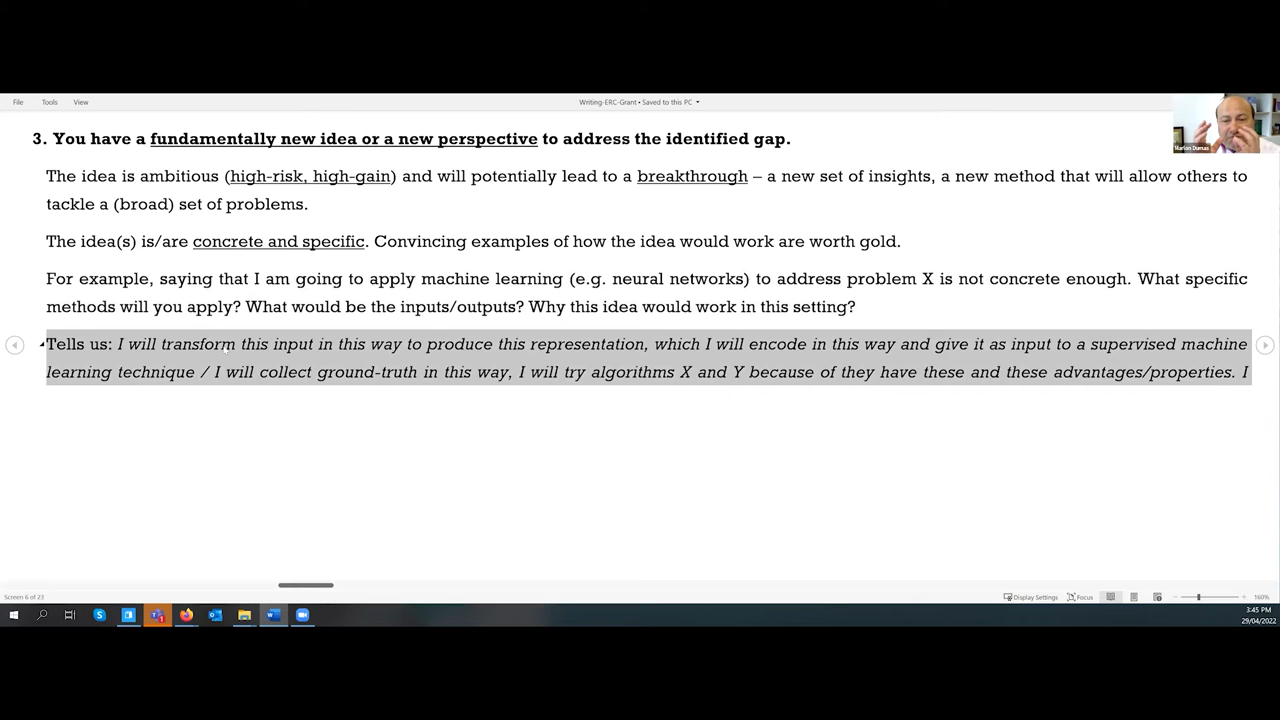 File Tools View Writing-ERC-Grant • Saved to this PC
3. You have a fundamentally new idea or a new perspective to address the identified gap.
Marlon Dumas
The idea is ambitious (high-risk, high-gain) and will potentially lead to a breakthrough – a new set of insights, a new method that will allow others to
tackle a (broad) set of problems.
The idea(s) is/are concrete and specific. Convincing examples of how the idea would work are worth gold.
For example, saying that I am going to apply machine learning (e.g. neural networks) to address problem X is not concrete enough. What specific
methods will you apply? What would be the inputs/outputs? Why this idea would work in this setting?
Tells us: I will transform this input in this way to produce this representation, which I will encode in this way and give it as input to a supervised machine
learning technique / I will collect ground-truth in this way, I will try algorithms X and Y because of they have these and these advantages/properties. I
Screen 6 of 23 Display Settings Focus 160%
3:45 PM
29/04/2022